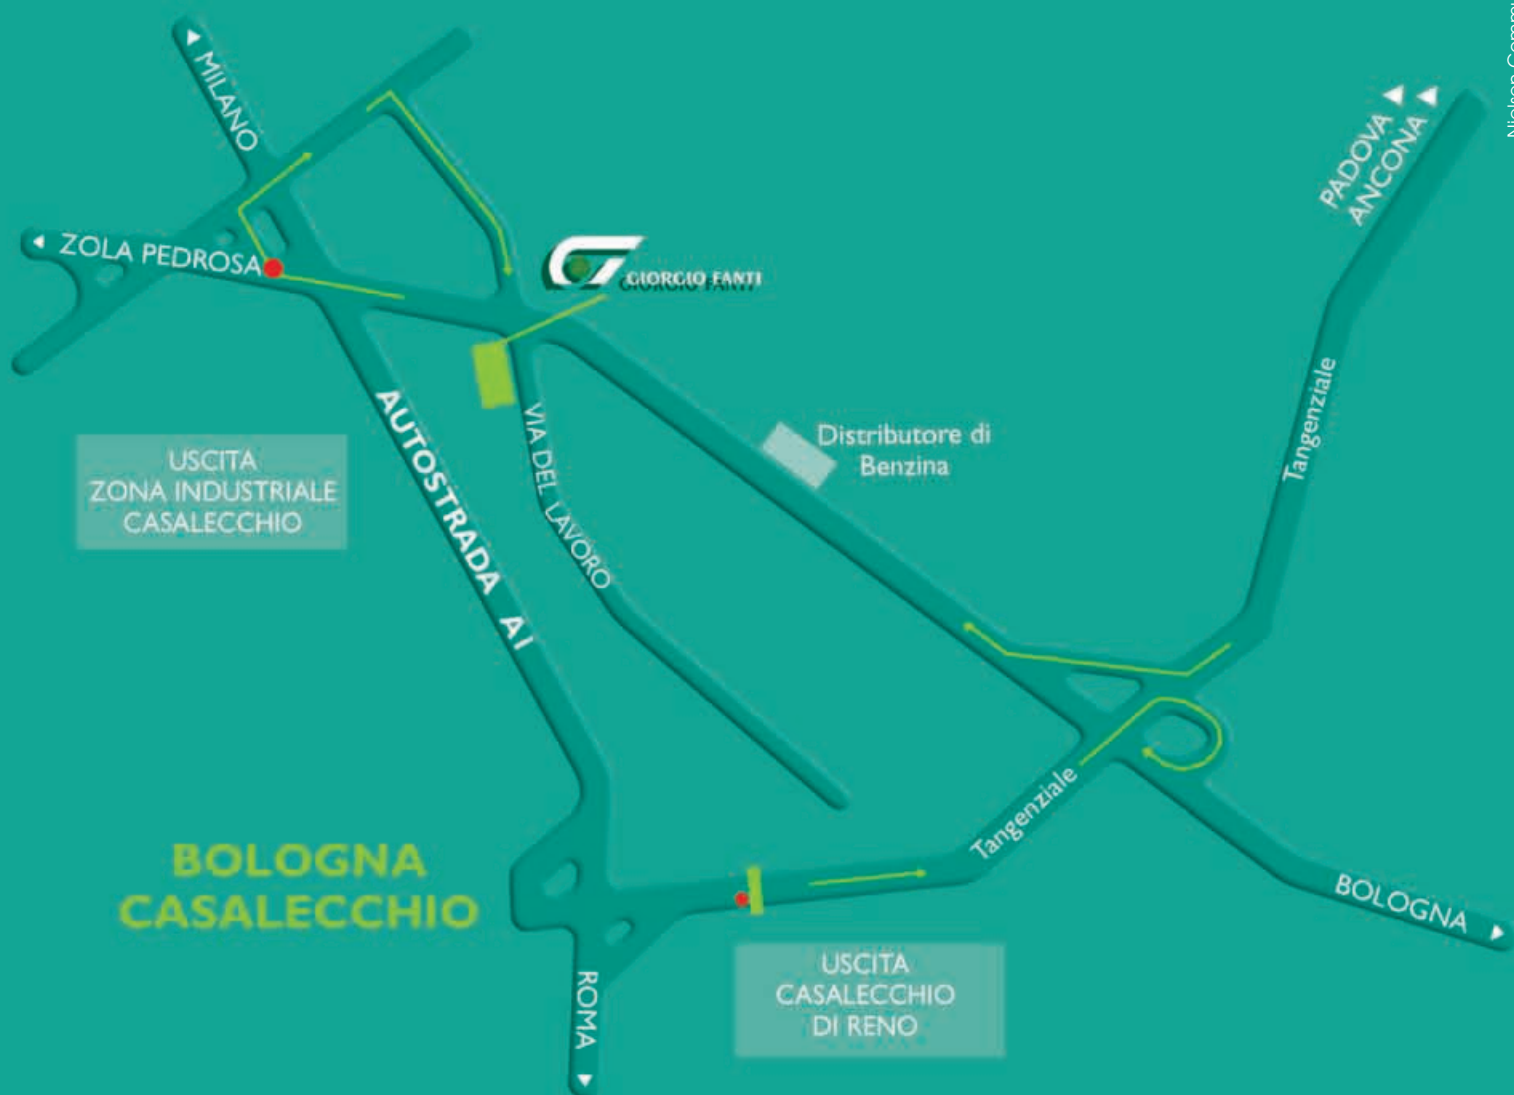 MILANO
PADOVA
ANCONA
ZOLA PEDROSA
GIORGIO FANTI
Tangenziale
AUTOSTRADA A1
VIA DEL LAVORO
Distributore di
Benzina
USCITA
ZONA INDUSTRIALE
CASALECCHIO
Tangenziale
BOLOGNA
CASALECCHIO
BOLOGNA
USCITA
CASALECCHIO
DI RENO
ROMA